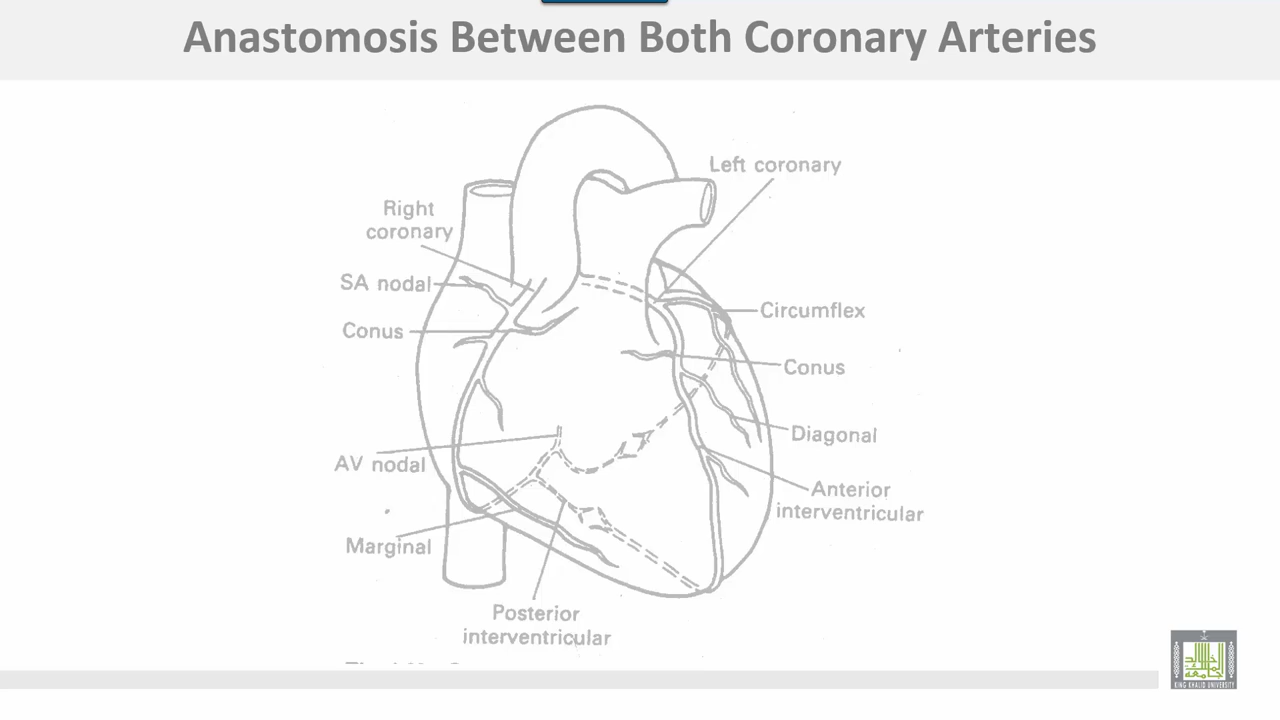 Anastomosis Between Both Coronary Arteries
Left coronary
Right
coronary
SA nodal
Conus
Circumflex
Conus
Diagonal
AV nodal
Anterior
interventricular
Marginal
Posterior
interventricular
KING KHALID UNIVERSITY